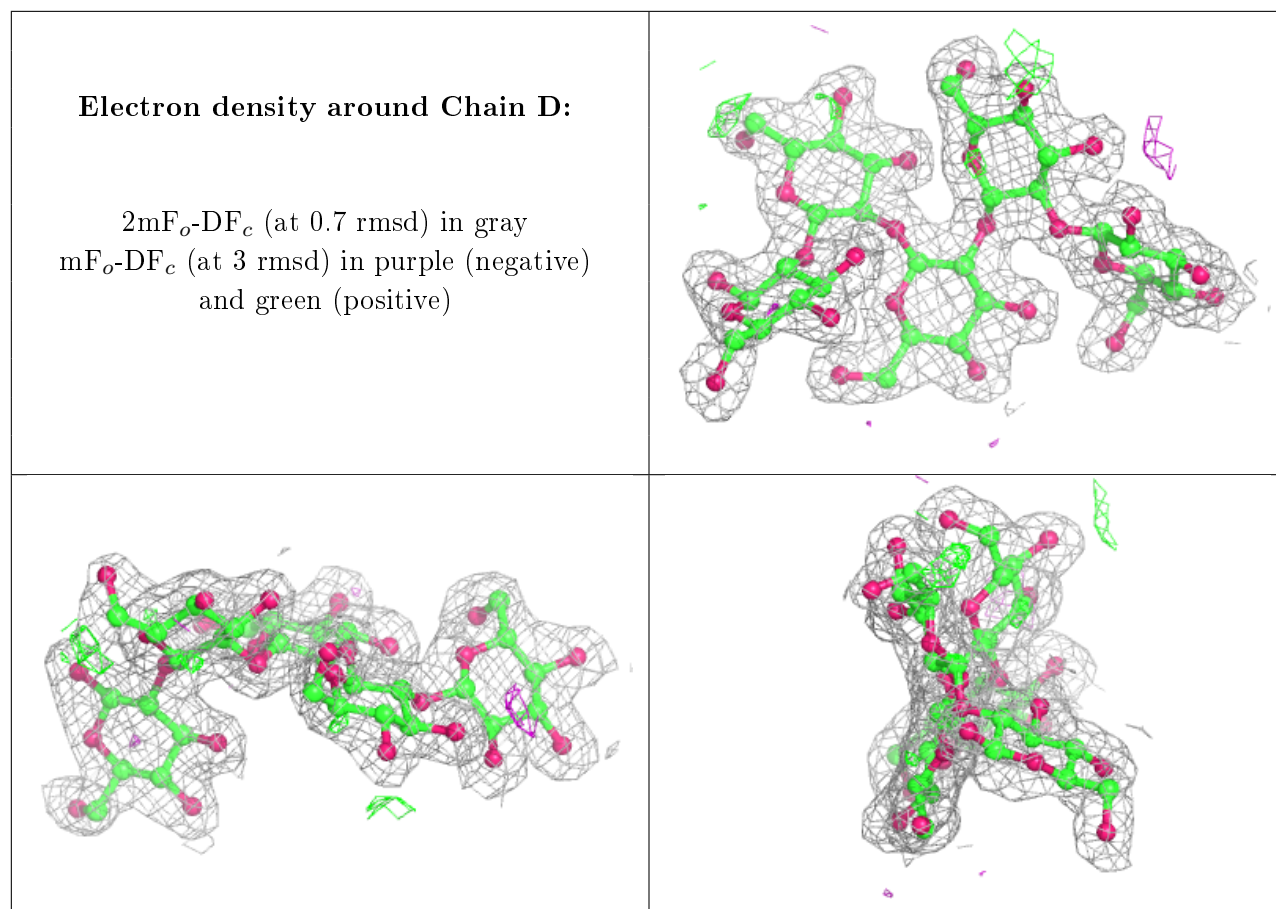 Electron density around Chain D:
2mFo-DFc (at 0.7 rmsd) in gray
mFo-DFc (at 3 rmsd) in purple (negative)
and green (positive)